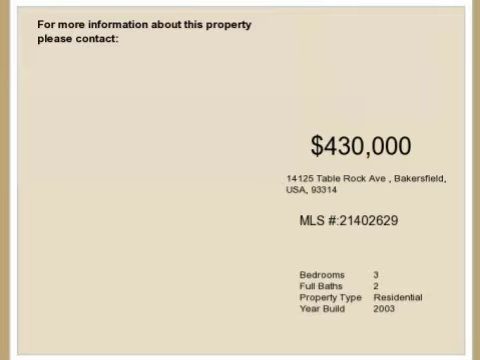 For more information about this property
please contact:
$430,000
14125 Table Rock Ave , Bakersfield,
USA, 93314
MLS #:21402629
Bedrooms 3
Full Baths 2
Property Type Residential
Year Build 2003